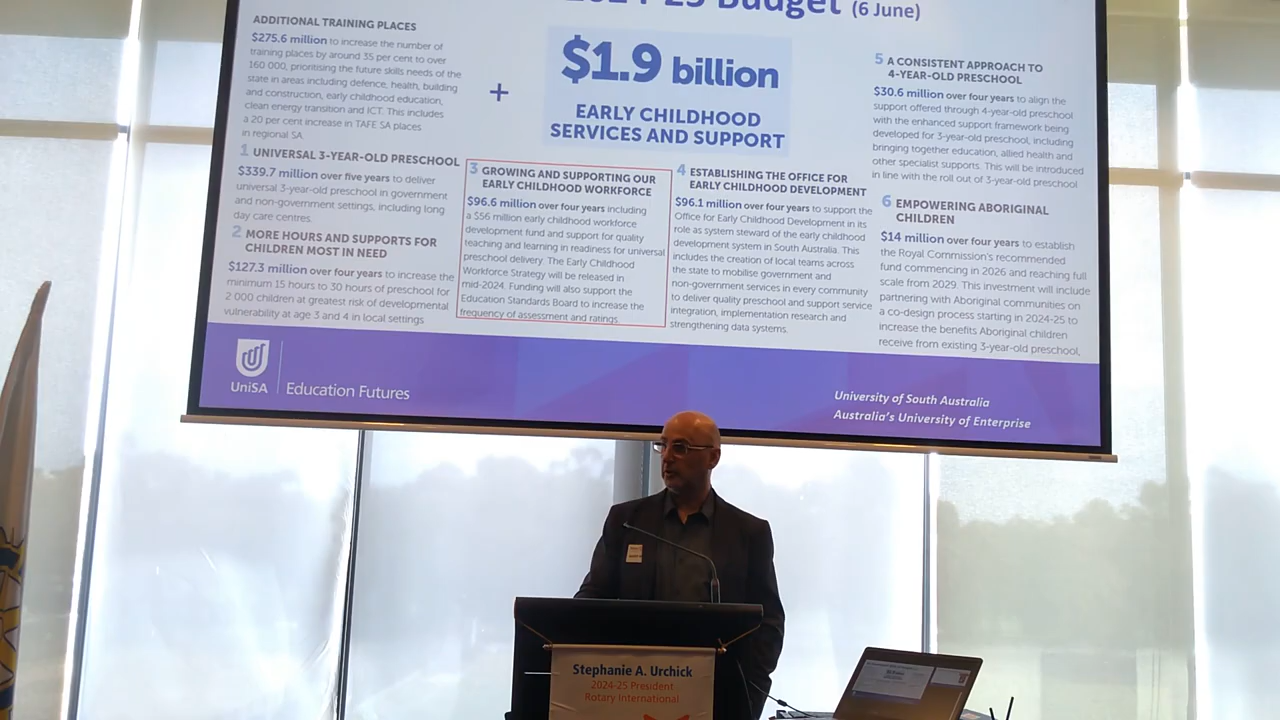 2024-25 Budget (6 June)
ADDITIONAL TRAINING PLACES
$275.6 million to increase the number of
training places by around 35 per cent to over
160 000, prioritising the future skills needs of the
state in areas including defence, health, building
and construction, early childhood education,
clean energy transition and ICT. This includes
a 20 per cent increase in TAFE SA places
in regional SA.
+
$1.9 billion
EARLY CHILDHOOD
SERVICES AND SUPPORT
1 UNIVERSAL 3-YEAR-OLD PRESCHOOL
$339.7 million over five years to deliver
universal 3-year-old preschool in government
and non-government settings, including long
day care centres.
2 MORE HOURS AND SUPPORTS FOR
CHILDREN MOST IN NEED
$127.3 million over four years to increase the
minimum 15 hours to 30 hours of preschool for
2 000 children at greatest risk of developmental
vulnerability at age 3 and 4 in local settings
3 GROWING AND SUPPORTING OUR
EARLY CHILDHOOD WORKFORCE
$96.6 million over four years including
a $56 million early childhood workforce
development fund and support for quality
teaching and learning in readiness for universal
preschool delivery. The Early Childhood
Workforce Strategy will be released in
mid-2024. Funding will also support the
Education Standards Board to increase the
frequency of assessment and ratings.
4 ESTABLISHING THE OFFICE FOR
EARLY CHILDHOOD DEVELOPMENT
$96.1 million over four years to support the
Office for Early Childhood Development in its
role as system steward of the early childhood
development system in South Australia. This
includes the creation of local teams across
the state to mobilise government and
non-government services in every community
to deliver quality preschool and support service
integration, implementation research and
strengthening data systems.
5 A CONSISTENT APPROACH TO
4-YEAR-OLD PRESCHOOL
$30.6 million over four years to align the
support offered through 4-year-old preschool
with the enhanced support framework being
developed for 3-year-old preschool, including
bringing together education, allied health and
other specialist supports. This will be introduced
in line with the roll out of 3-year-old preschool
6 EMPOWERING ABORIGINAL
CHILDREN
$14 million over four years to establish
the Royal Commission's recommended
fund commencing in 2026 and reaching full
scale from 2029. This investment will include
partnering with Aboriginal communities on
a co-design process starting in 2024-25 to
increase the benefits Aboriginal children
receive from existing 3-year-old preschool,
UniSA
Education Futures
University of South Australia
Australia's University of Enterprise
Stephanie A. Urchick
2024-25 President
Rotary International